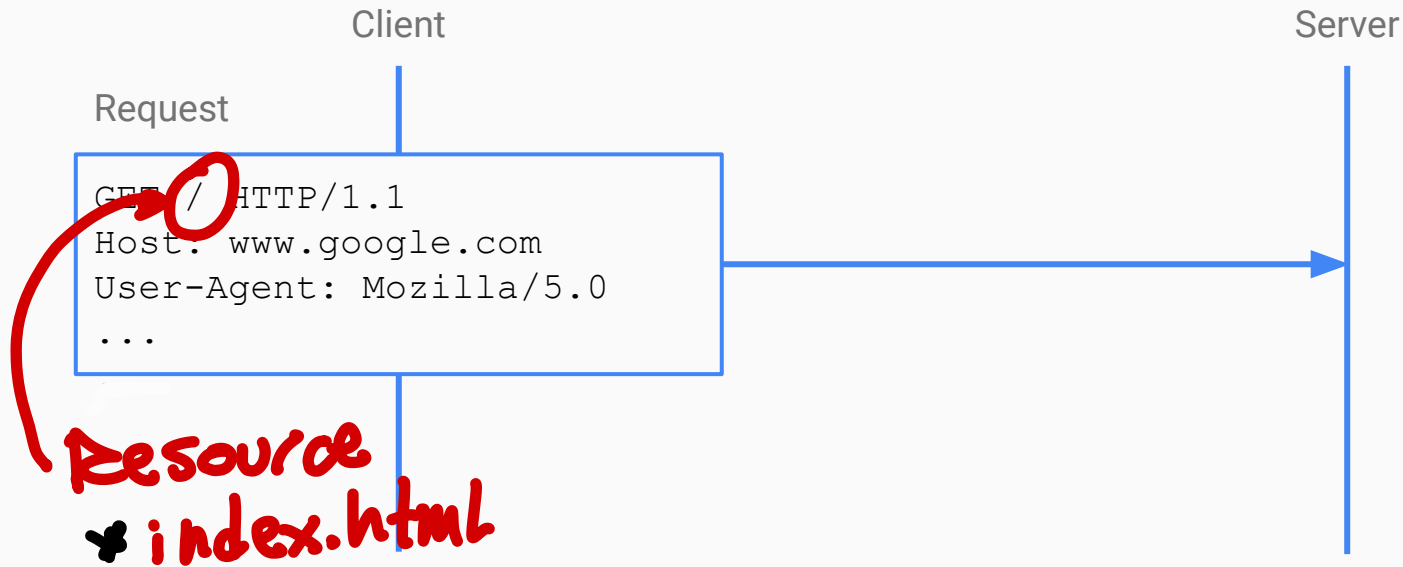 Client
Server
Request
GET / HTTP/1.1
Host: www.google.com
User-Agent: Mozilla/5.0
...
Resource
* index.html